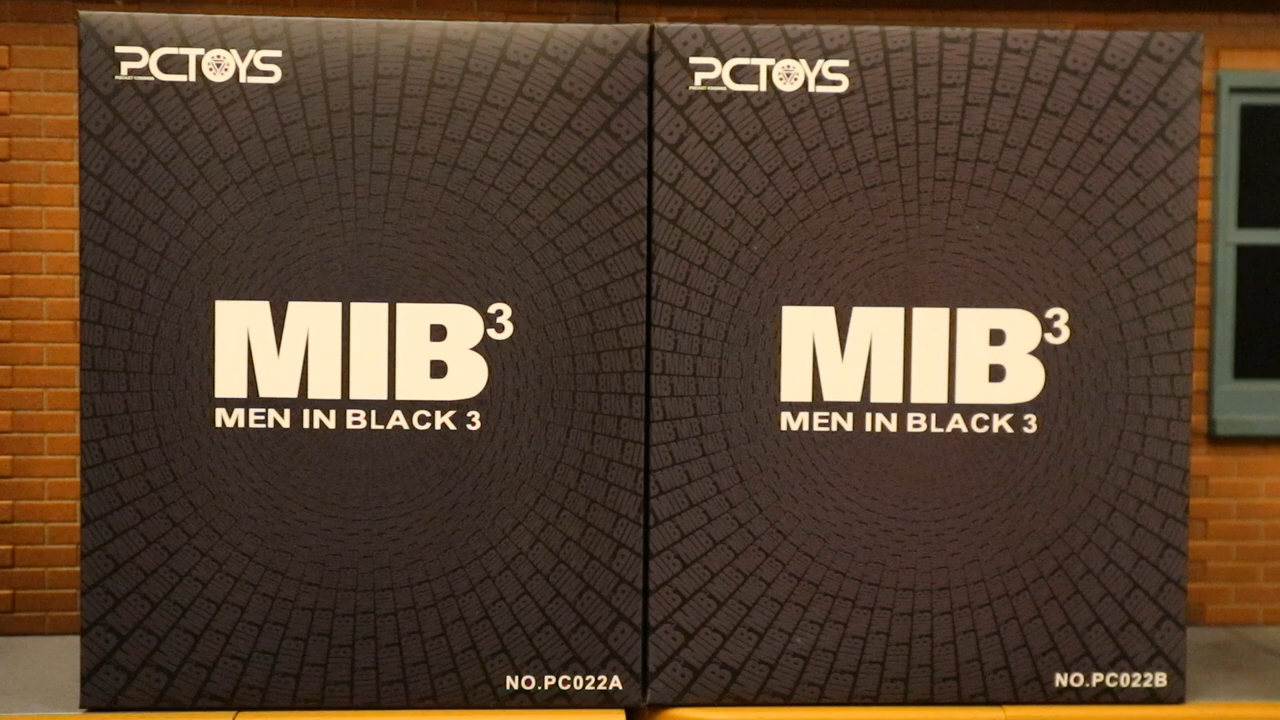 PCTOYS
MIB3
MEN IN BLACK 3
NO.PC022A
PCTOYS
MIB3
MEN IN BLACK 3
NO.PC022B